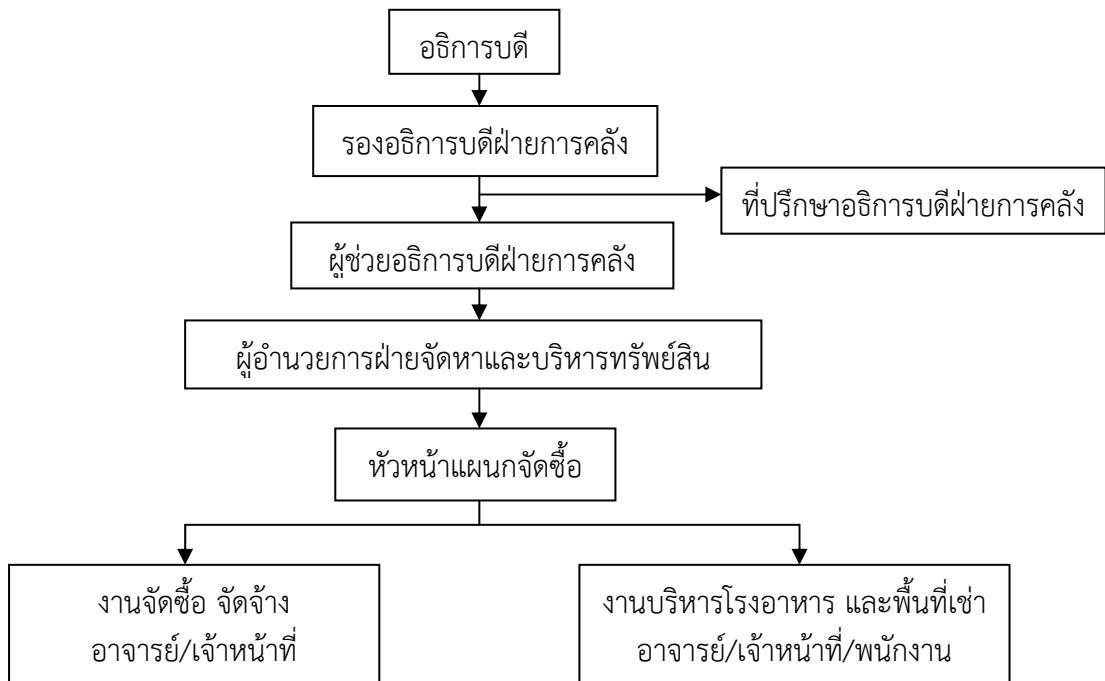 อธิการบดี
รองอธิการบดีฝ่ายการคลัง
ที่ปรึกษาอธิการบดีฝ่ายการคลัง
ผู้ช่วยอธิการบดีฝ่ายการคลัง
ผู้อำนวยการฝ่ายจัดหาและบริหารทรัพย์สิน
หัวหน้าแผนกจัดซื้อ
งานจัดซื้อ จัดจ้าง
อาจารย์/เจ้าหน้าที่
งานบริหารโรงอาหาร และพื้นที่เช่า
อาจารย์/เจ้าหน้าที่/พนักงาน